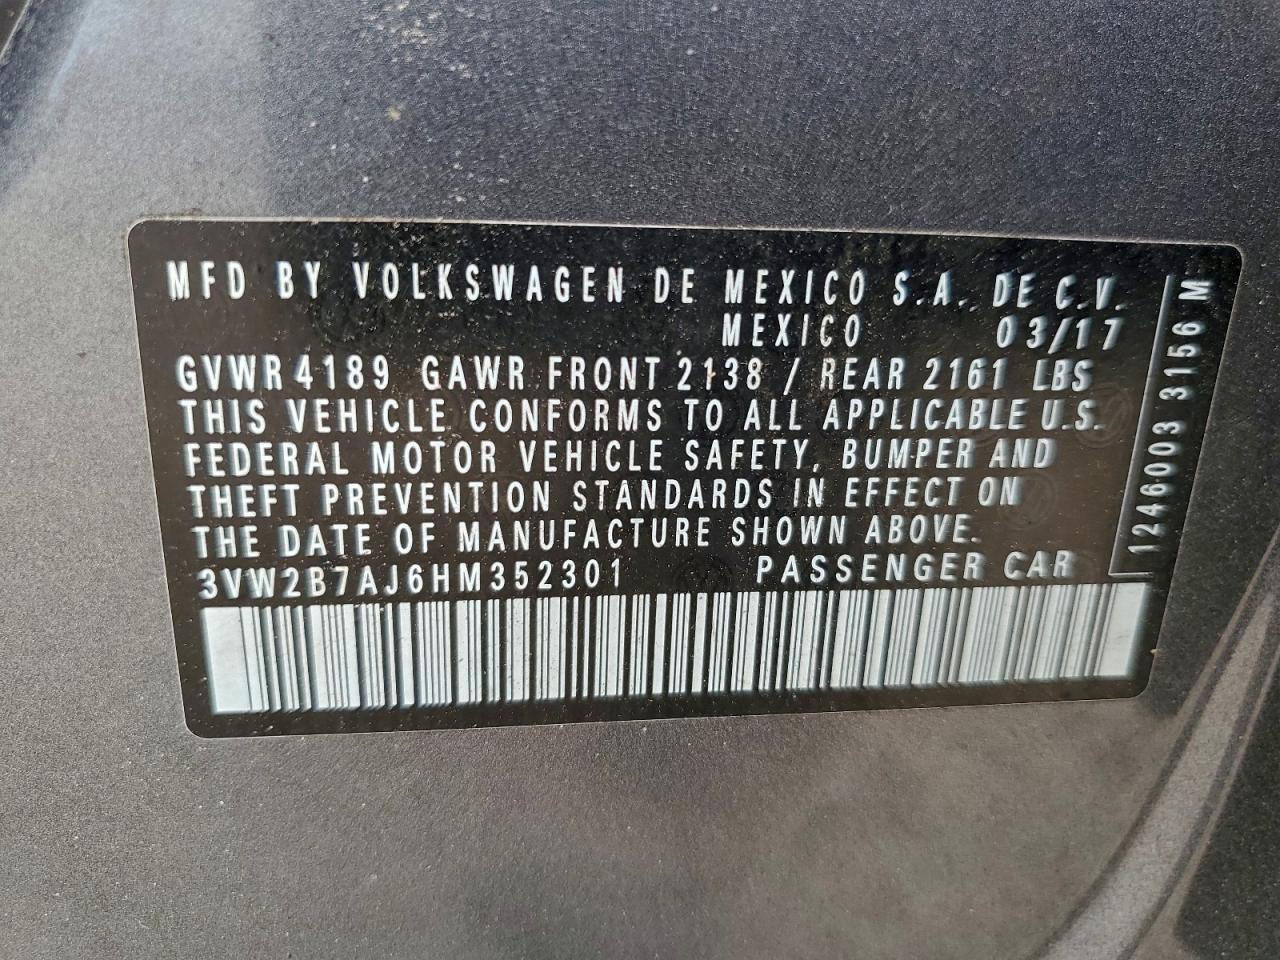 MFD BY VOLKSWAGEN DE MEXICO S.A. DE C.V.
MEXICO 03/17
GVWR 4189 GAWR FRONT 2138 / REAR 2161 LBS
THIS VEHICLE CONFORMS TO ALL APPLICABLE U.S.
FEDERAL MOTOR VEHICLE SAFETY, BUMPER AND
THEFT PREVENTION STANDARDS IN EFFECT ON
THE DATE OF MANUFACTURE SHOWN ABOVE.
3VW2B7AJ6HM352301 PASSENGER CAR
1246003 3156 M